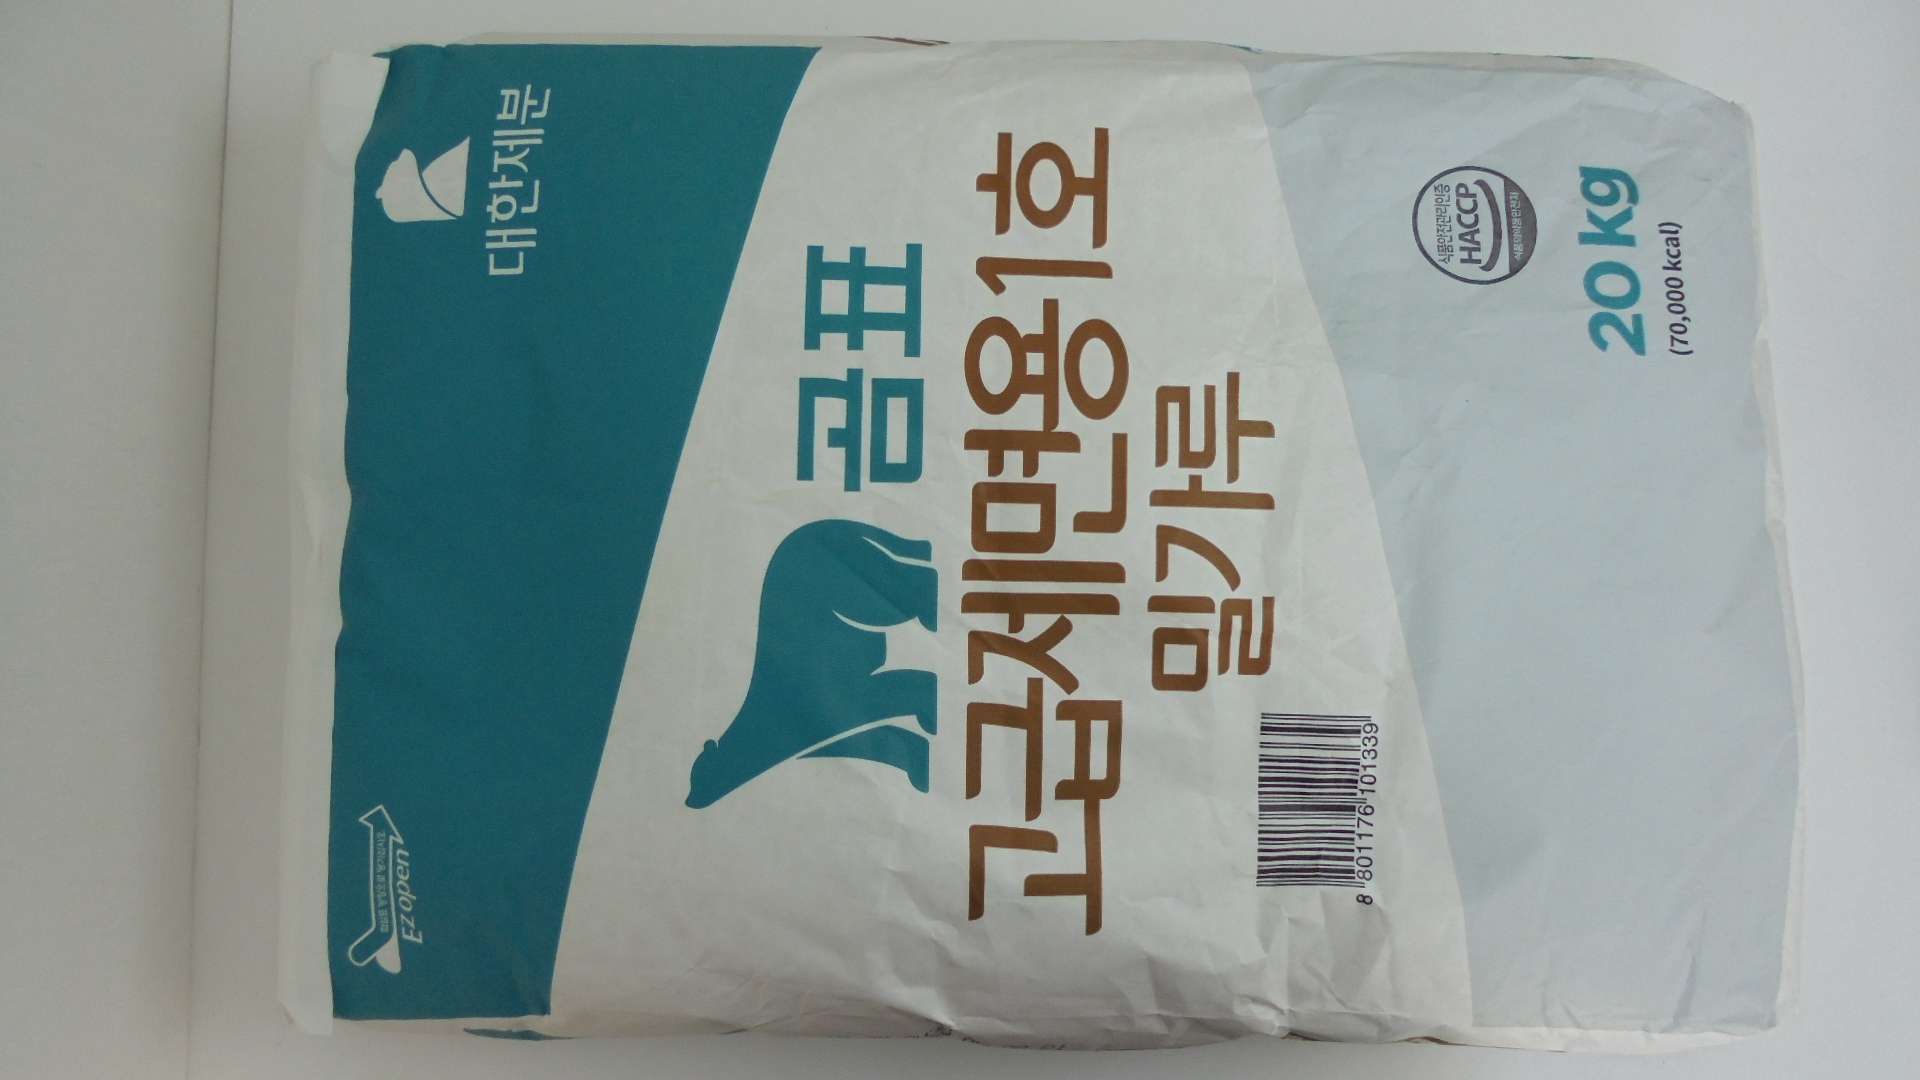 대한제분
Ez open
곰표
고급제면용1호
밀가루
8 801176 101339
식품안전관리인증
HACCP
식품의약품안전처
20 kg
(70,000 kcal)